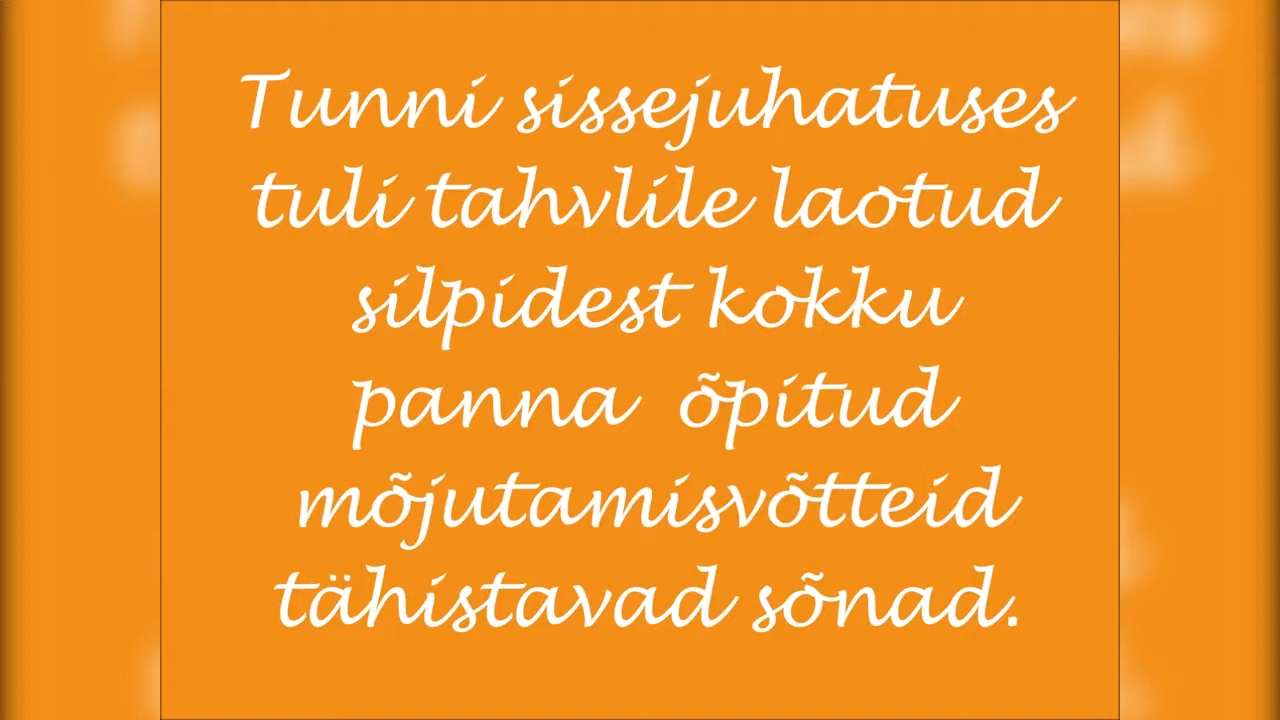 Tunni sissejuhatuses
tuli tahvlile laotud
silpidest kokku
panna õpitud
mõjutamisvõtteid
tähistavad sõnad.